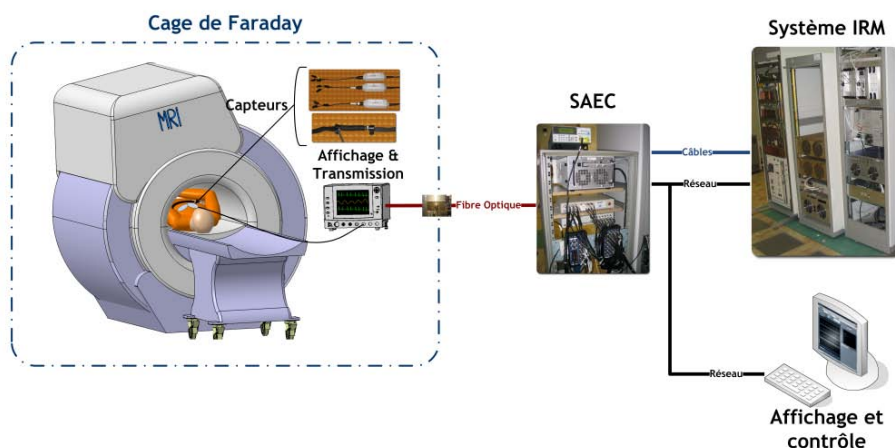 Cage de Faraday
Système IRM
SAEC
Capteurs
MRI
Affichage &
Transmission
Fibre Optique
Câbles
Réseau
Réseau
Affichage et
contrôle